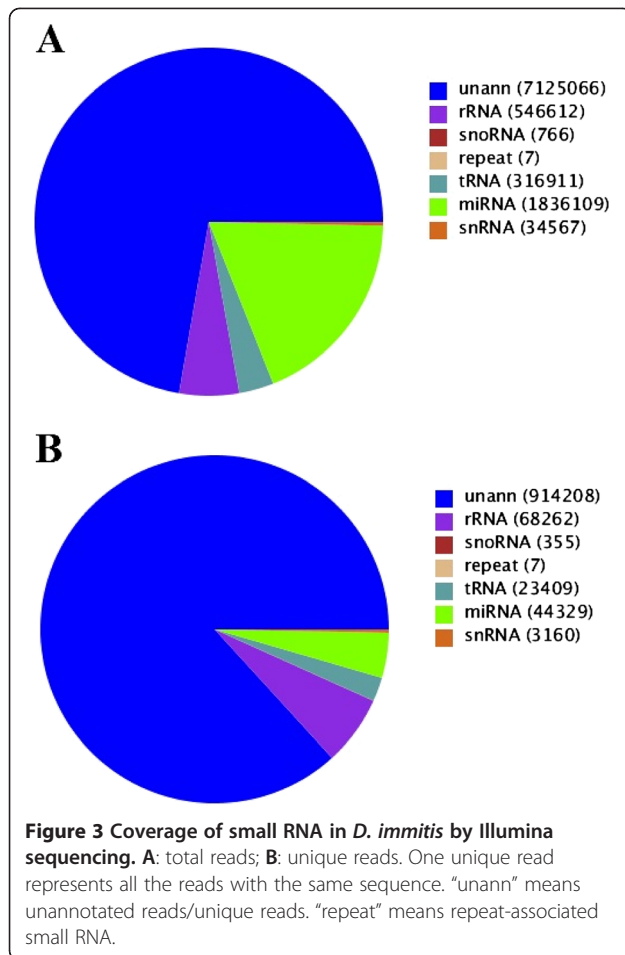 A
unann (7125066)
rRNA (546612)
snoRNA (766)
repeat (7)
tRNA (316911)
miRNA (1836109)
snRNA (34567)
B
unann (914208)
rRNA (68262)
snoRNA (355)
repeat (7)
tRNA (23409)
miRNA (44329)
snRNA (3160)
Figure 3 Coverage of small RNA in D. immitis by Illumina
sequencing. A: total reads; B: unique reads. One unique read
represents all the reads with the same sequence. “unann” means
unannotated reads/unique reads. “repeat” means repeat-associated
small RNA.